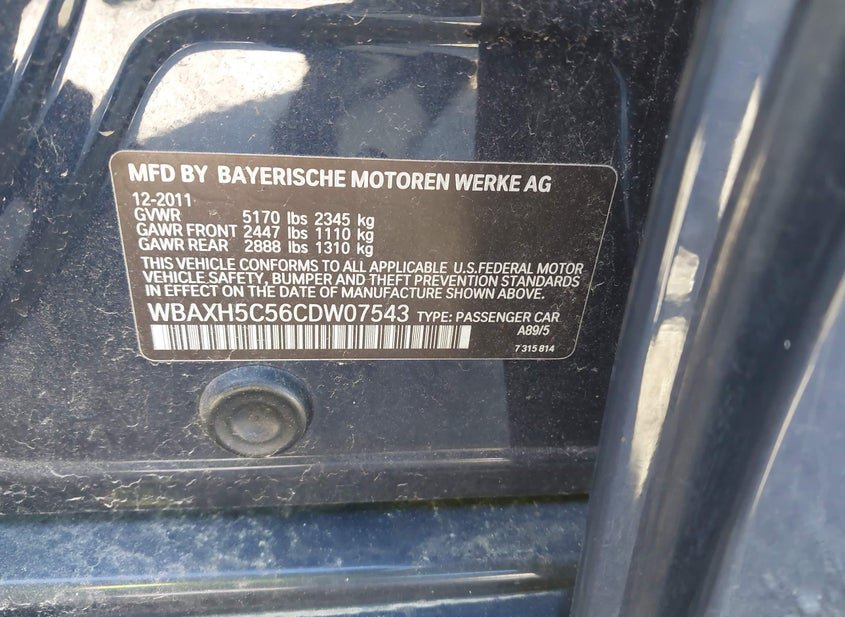 MFD BY BAYERISCHE MOTOREN WERKE AG
12-2011
GVWR 5170 lbs 2345 kg
GAWR FRONT 2447 lbs 1110 kg
GAWR REAR 2888 lbs 1310 kg
THIS VEHICLE CONFORMS TO ALL APPLICABLE U.S.FEDERAL MOTOR
VEHICLE.SAFETY, BUMPER AND THEFT PREVENTION STANDARDS
IN EFFECT ON THE DATE OF MANUFACTURE SHOWN ABOVE.
WBAXH5C56CDW07543 TYPE: PASSENGER CAR
A89/5
7 315 814